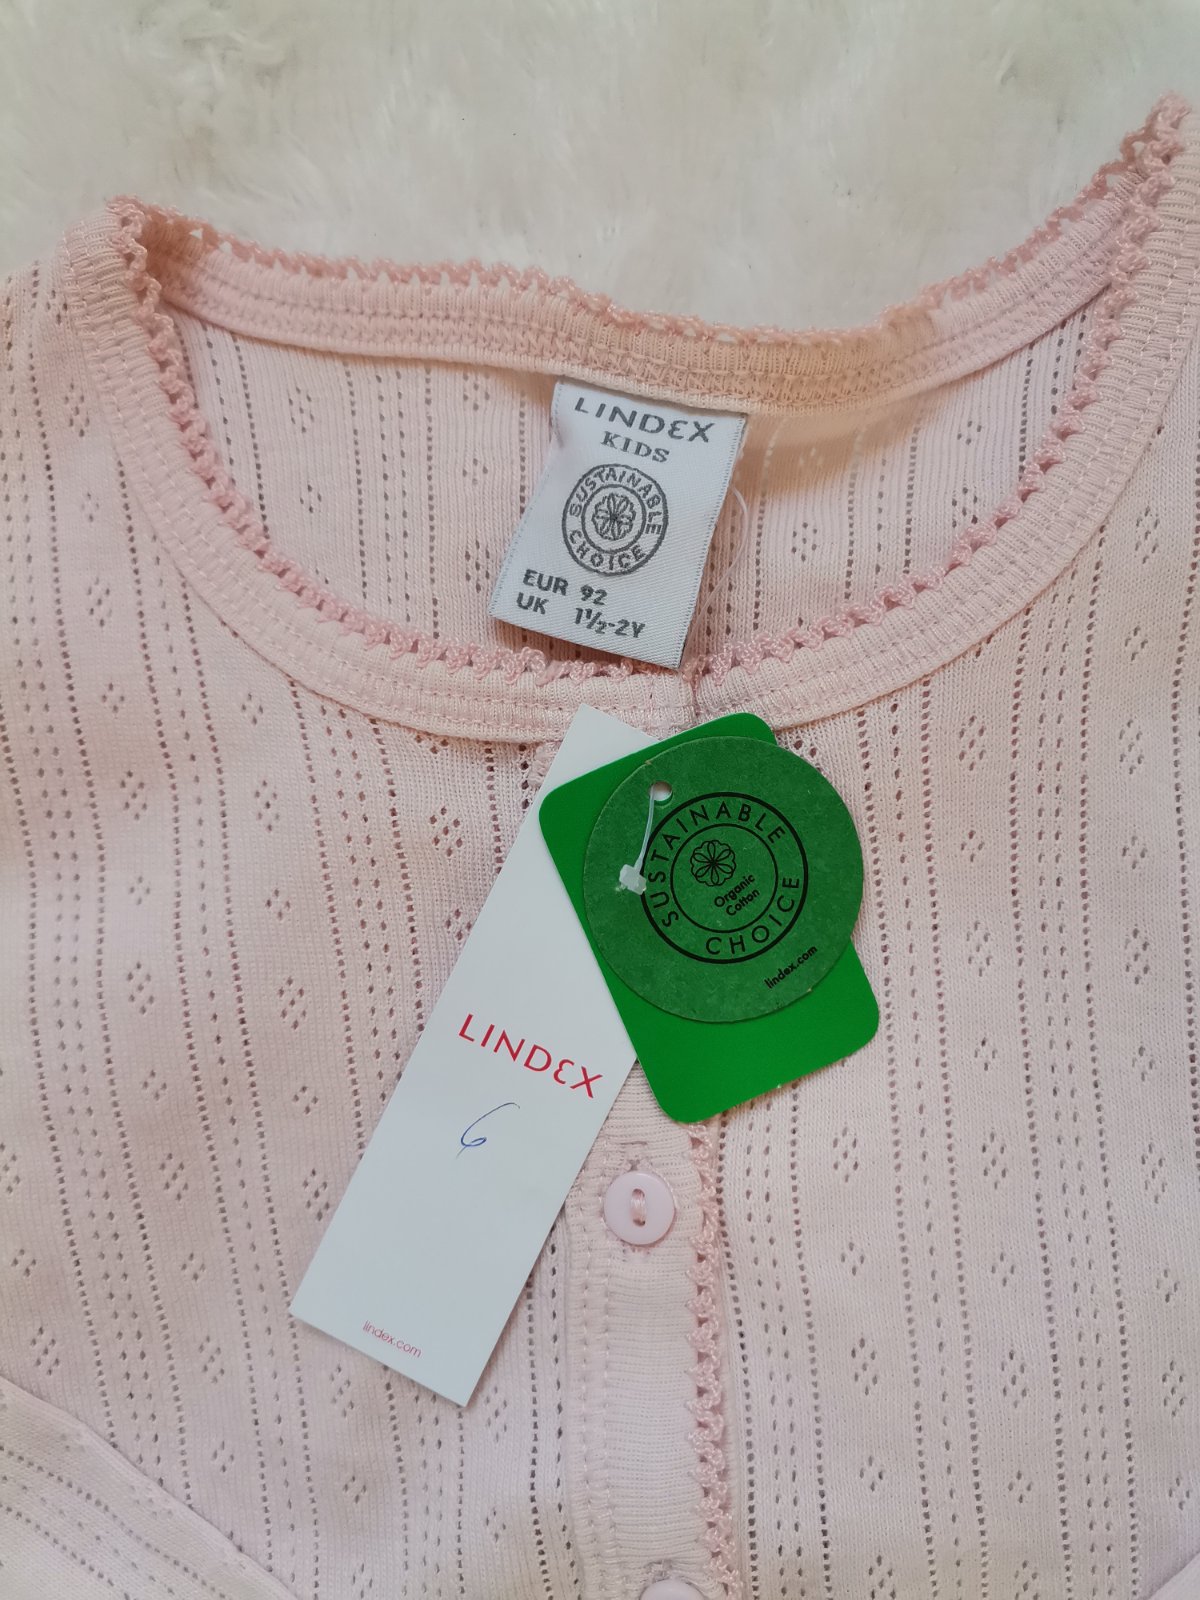 LINDEX
KIDS
SUSTAINABLE
CHOICE
EUR 92
UK 1½-2Y
SUSTAINABLE
Organic
Cotton
CHOICE
lindex.com
LINDEX
6
lindex.com